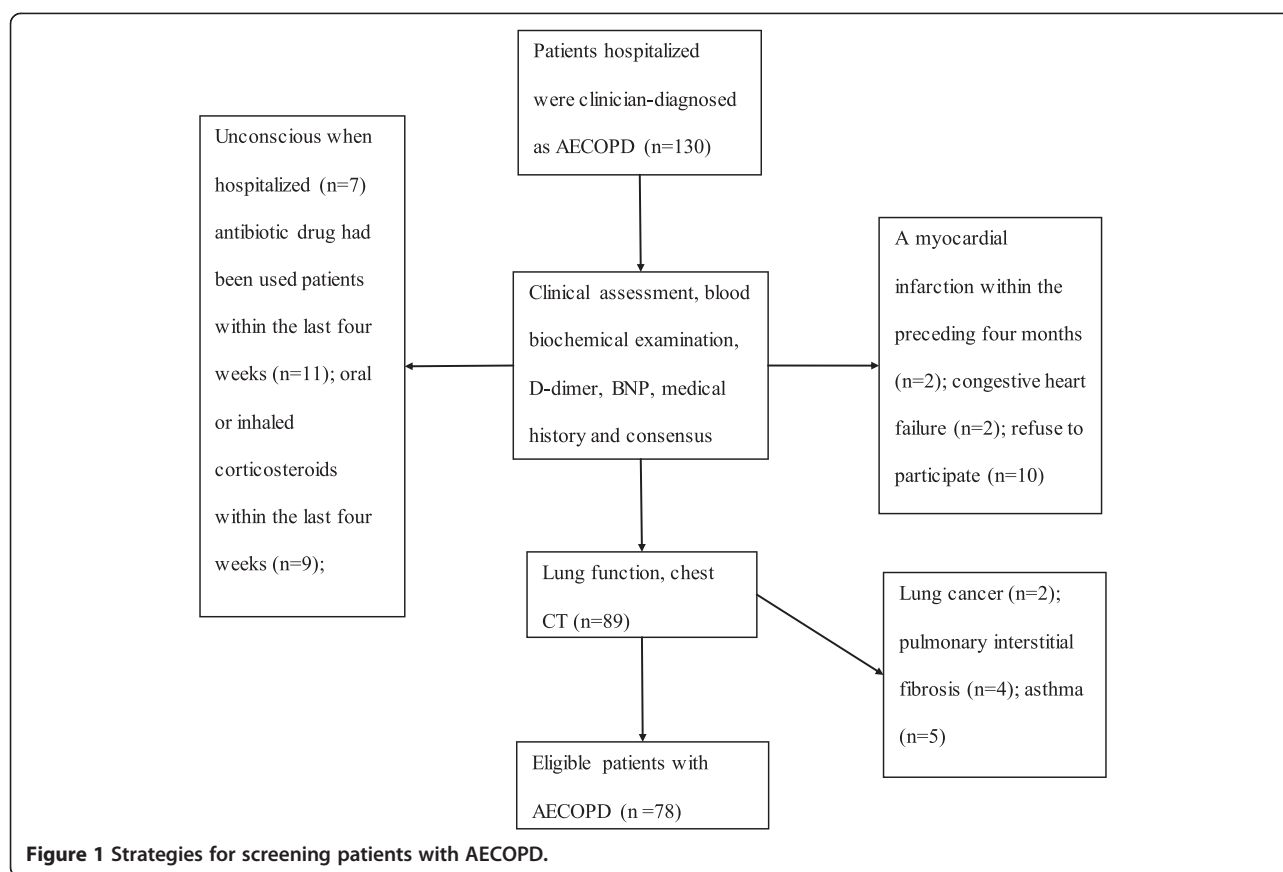 Patients hospitalized
were clinician-diagnosed
as AECOPD (n=130)
Unconscious when
hospitalized (n=7)
antibiotic drug had
been used patients
within the last four
weeks (n=11); oral
or inhaled
corticosteroids
within the last four
weeks (n=9);
Clinical assessment, blood
biochemical examination,
D-dimer, BNP, medical
history and consensus
A myocardial
infarction within the
preceding four months
(n=2); congestive heart
failure (n=2); refuse to
participate (n=10)
Lung function, chest
CT (n=89)
Lung cancer (n=2);
pulmonary interstitial
fibrosis (n=4); asthma
(n=5)
Eligible patients with
AECOPD (n =78)
Figure 1 Strategies for screening patients with AECOPD.